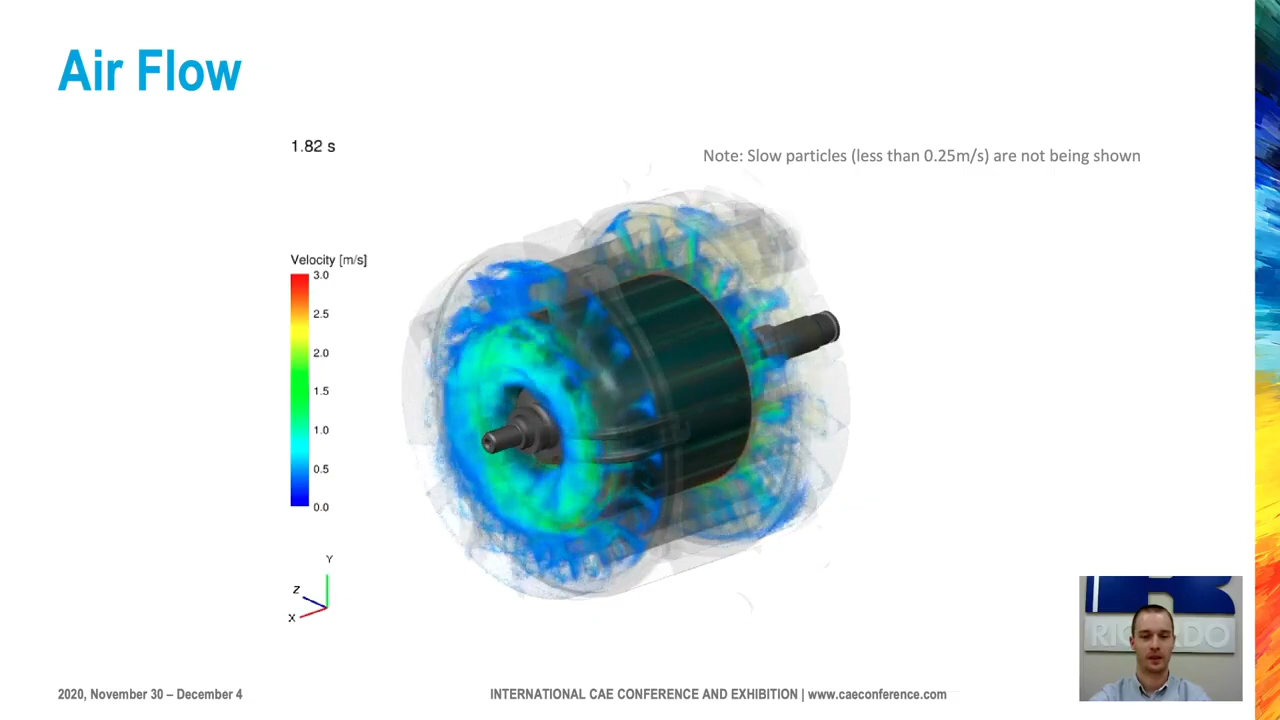 Air Flow
1.82 s
Note: Slow particles (less than 0.25m/s) are not being shown
Velocity [m/s]
3.0
2.5
2.0
1.5
1.0
0.5
0.0
Y
Z
X
RICARDO
2020, November 30 – December 4
INTERNATIONAL CAE CONFERENCE AND EXHIBITION | www.caeconference.com